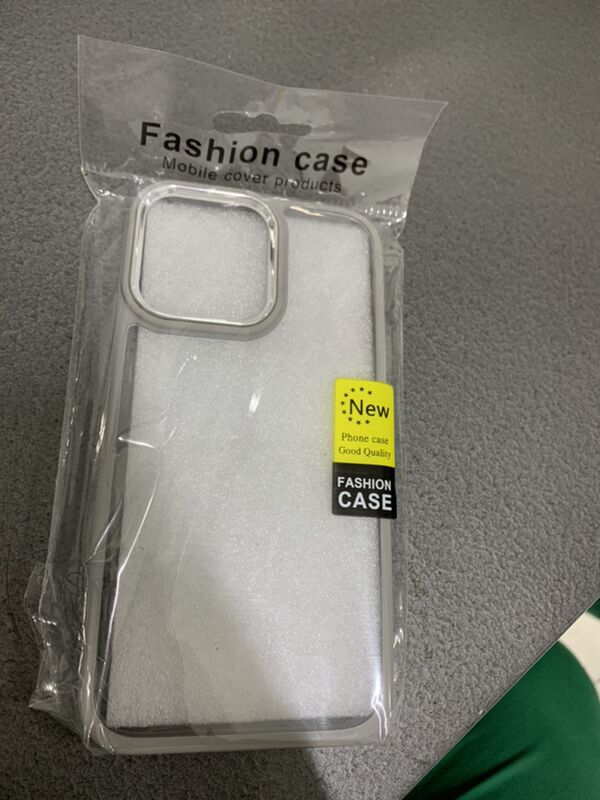 Fashion case
Mobile cover products
New
Phone case
Good Quality
FASHION
CASE